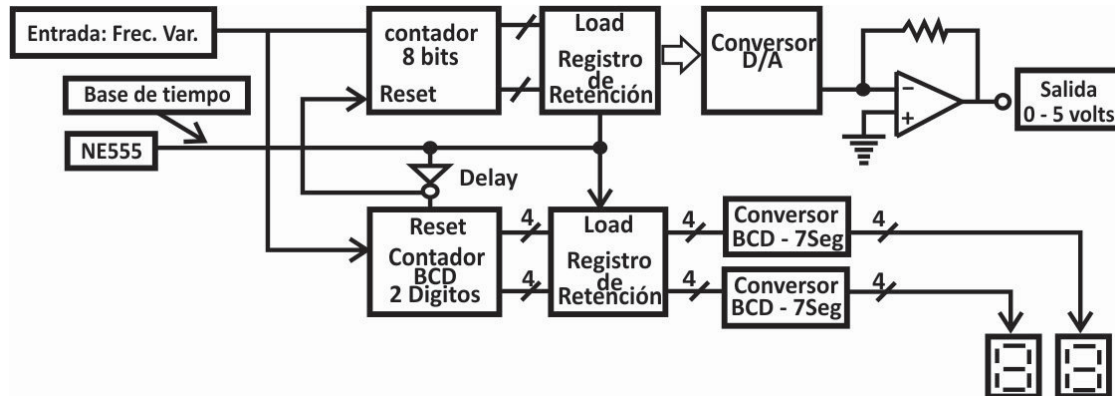 Entrada: Frec. Var.
contador
8 bits
Reset
Load
Registro
de
Retención
Conversor
D/A
−
+
Salida
0 - 5 volts
Base de tiempo
NE555
Delay
Reset
Contador
BCD
2 Digitos
4
4
Load
Registro
de
Retención
4
4
Conversor
BCD - 7Seg
4
Conversor
BCD - 7Seg
4